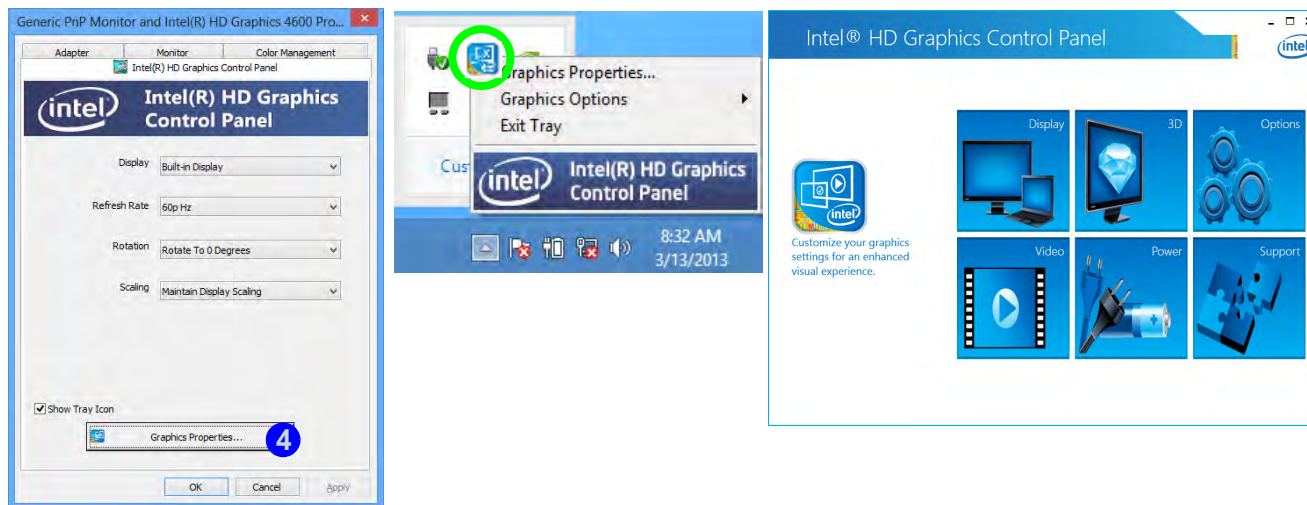 Generic PnP Monitor and Intel(R) HD Graphics 4600 Pro...
Adapter Monitor Color Management
Intel(R) HD Graphics Control Panel
intel
Intel(R) HD Graphics
Control Panel
Display Built-in Display
Refresh Rate 60p Hz
Rotation Rotate To 0 Degrees
Scaling Maintain Display Scaling
Show Tray Icon
Graphics Properties... 4
OK Cancel Apply
Graphics Properties...
Graphics Options
Exit Tray
Cus
intel
Intel(R) HD Graphics
Control Panel
8:32 AM
3/13/2013
Intel® HD Graphics Control Panel
intel
Display 3D Options
intel
Customize your graphics
settings for an enhanced
visual experience.
Video Power Support